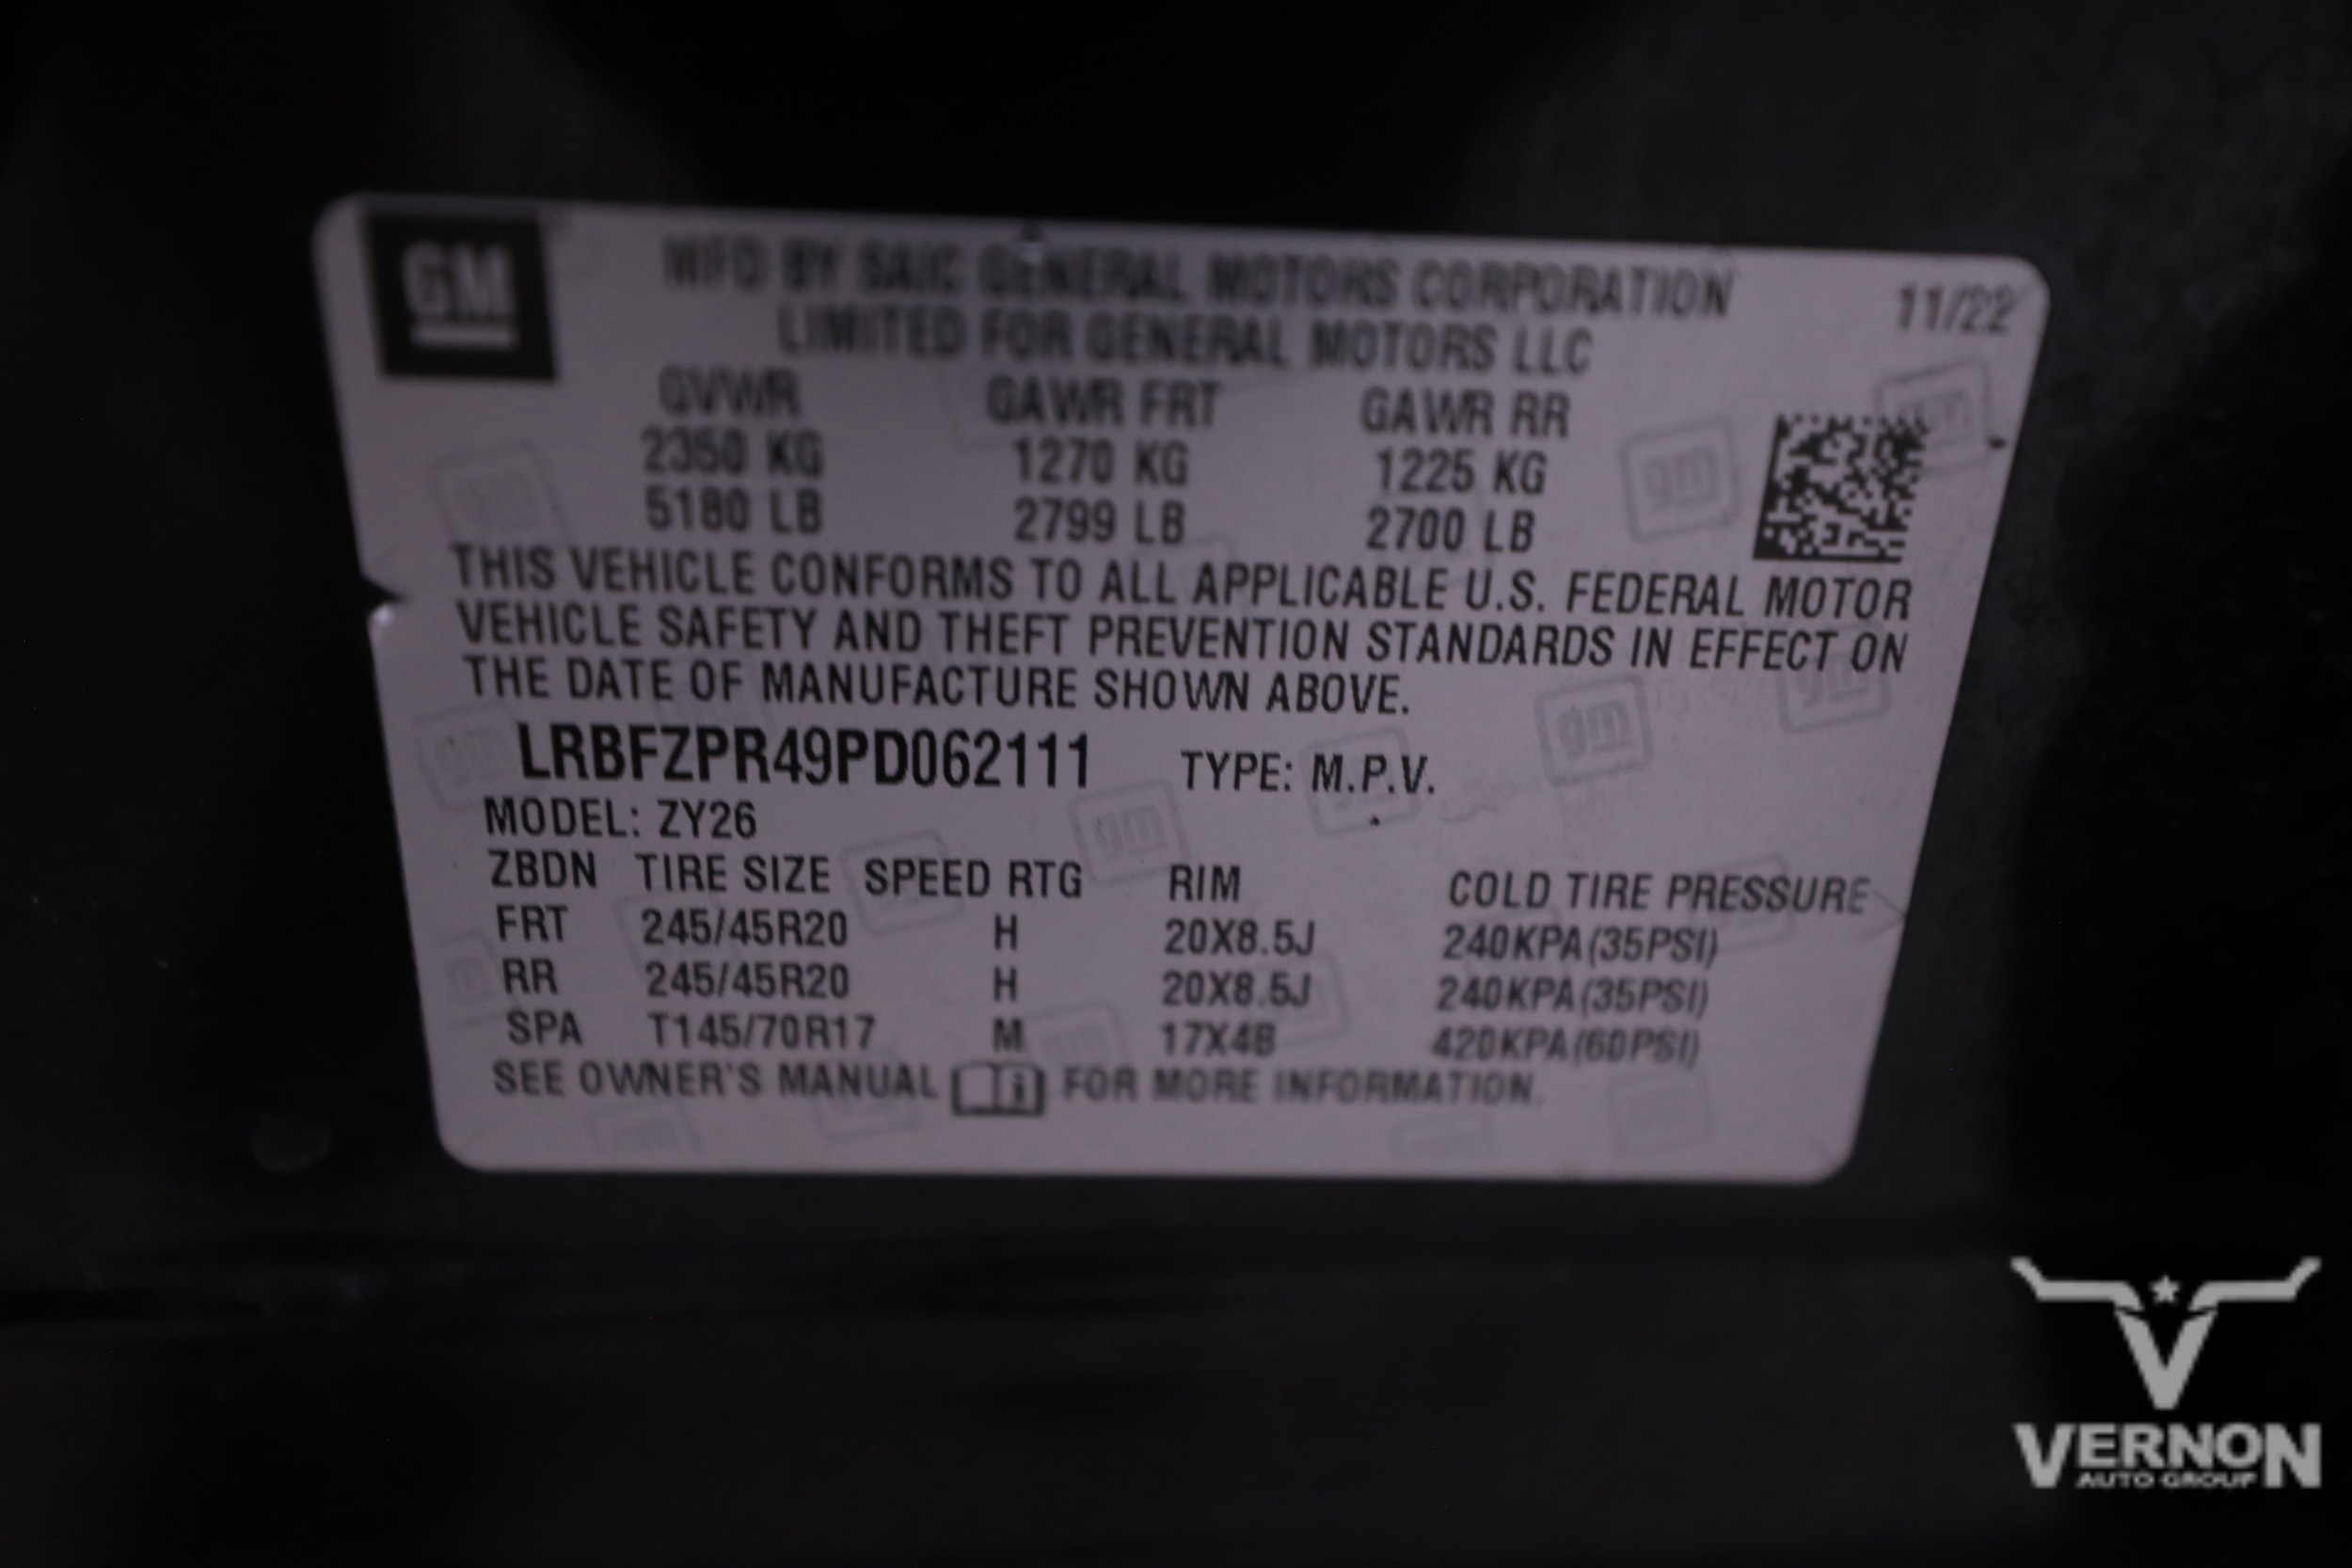 GM
MFD BY SAIC GENERAL MOTORS CORPORATION 11/22
LIMITED FOR GENERAL MOTORS LLC
GVWR GAWR FRT GAWR RR
2350 KG 1270 KG 1225 KG
5180 LB 2799 LB 2700 LB
THIS VEHICLE CONFORMS TO ALL APPLICABLE U.S. FEDERAL MOTOR
VEHICLE SAFETY AND THEFT PREVENTION STANDARDS IN EFFECT ON
THE DATE OF MANUFACTURE SHOWN ABOVE.
LRBFZPR49PD062111 TYPE: M.P.V.
MODEL: ZY26
ZBDN TIRE SIZE SPEED RTG RIM COLD TIRE PRESSURE
FRT 245/45R20 H 20X8.5J 240KPA(35PSI)
RR 245/45R20 H 20X8.5J 240KPA(35PSI)
SPA T145/70R17 M 17X4B 420KPA(60PSI)
SEE OWNER'S MANUAL FOR MORE INFORMATION.
VERNON
AUTO GROUP